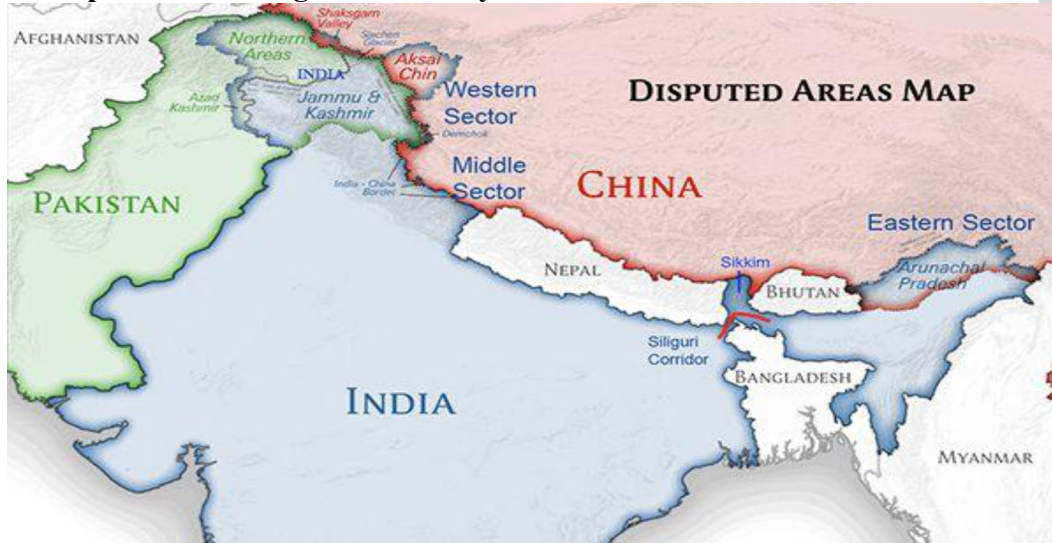 AFGHANISTAN
Shaksgam
Valley
Siachen
Glacier
Northern
Areas
Aksai
Chin
INDIA
Azad
Kashmir
Jammu &
Kashmir
Western
Sector
Demchok
DISPUTED AREAS MAP
Middle
Sector
India - China
Border
PAKISTAN
CHINA
Eastern Sector
NEPAL
Sikkim
BHUTAN
Arunachal
Pradesh
Siliguri
Corridor
BANGLADESH
INDIA
MYANMAR